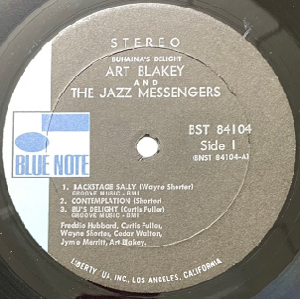 STEREO
BUHAINA'S DELIGHT
ART BLAKEY
AND
THE JAZZ MESSENGERS
BST 84104
Side 1
(BNST 84104-A)
BLUE NOTE
1. BACKSTAGE SALLY (Wayne Shorter)
GROOVE MUSIC - BMI
2. CONTEMPLATION (Shorter)
3. BU'S DELIGHT (Curtis Fuller)
GROOVE MUSIC - BMI
Freddie Hubbard, Curtis Fuller,
Wayne Shorter, Cedar Walton,
Jymie Merritt, Art Blakey.
LIBERTY UA, INC., LOS ANGELES, CALIFORNIA